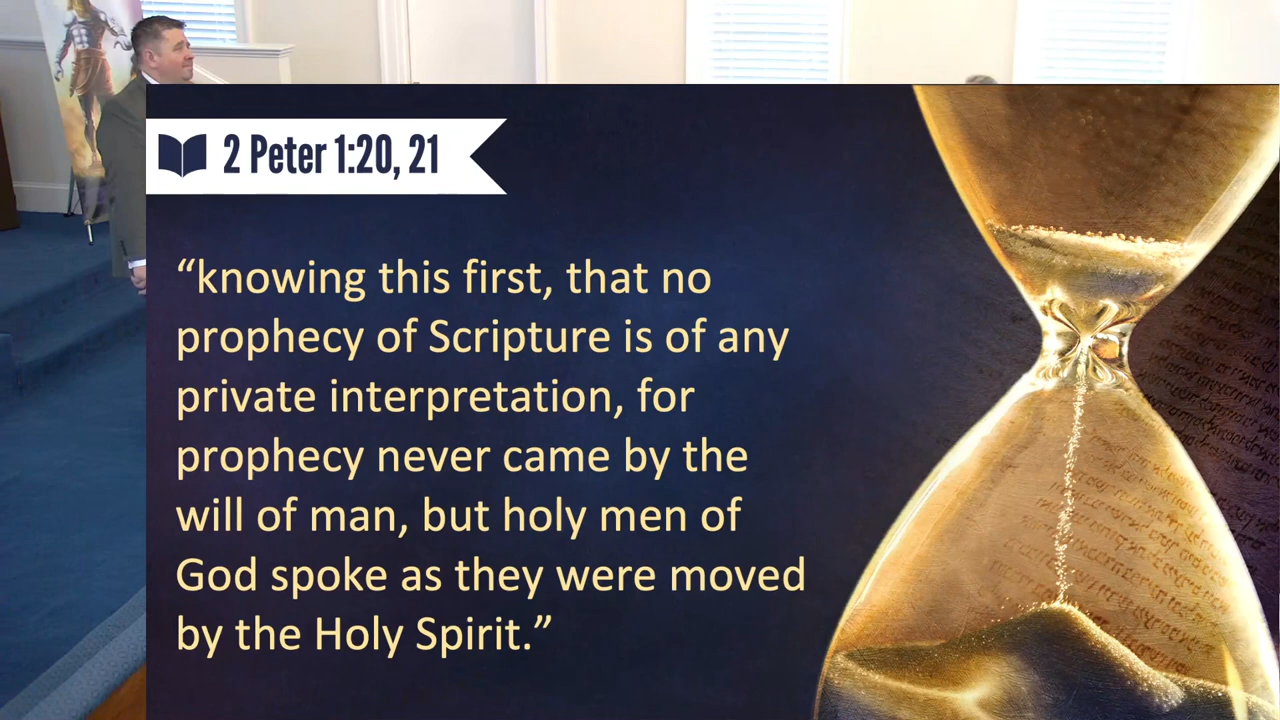 2 Peter 1:20, 21
“knowing this first, that no
prophecy of Scripture is of any
private interpretation, for
prophecy never came by the
will of man, but holy men of
God spoke as they were moved
by the Holy Spirit.”